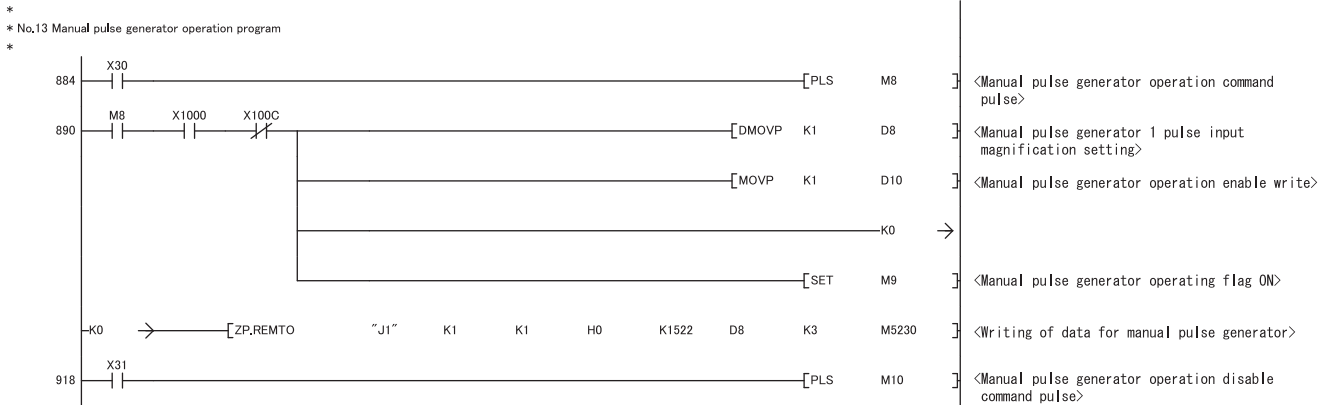 *
* No.13 Manual pulse generator operation program
*
X30
884 [PLS M8 ] <Manual pulse generator operation command
pulse>
M8 X1000 X100C
890 [DMOVP K1 D8 ] <Manual pulse generator 1 pulse input
magnification setting>
[MOVP K1 D10 ] <Manual pulse generator operation enable write>
K0
[SET M9 ] <Manual pulse generator operating flag ON>
K0 [ZP.REMTO "J1" K1 K1 H0 K1522 D8 K3 M5230 ] <Writing of data for manual pulse generator>
X31
918 [PLS M10 ] <Manual pulse generator operation disable
command pulse>